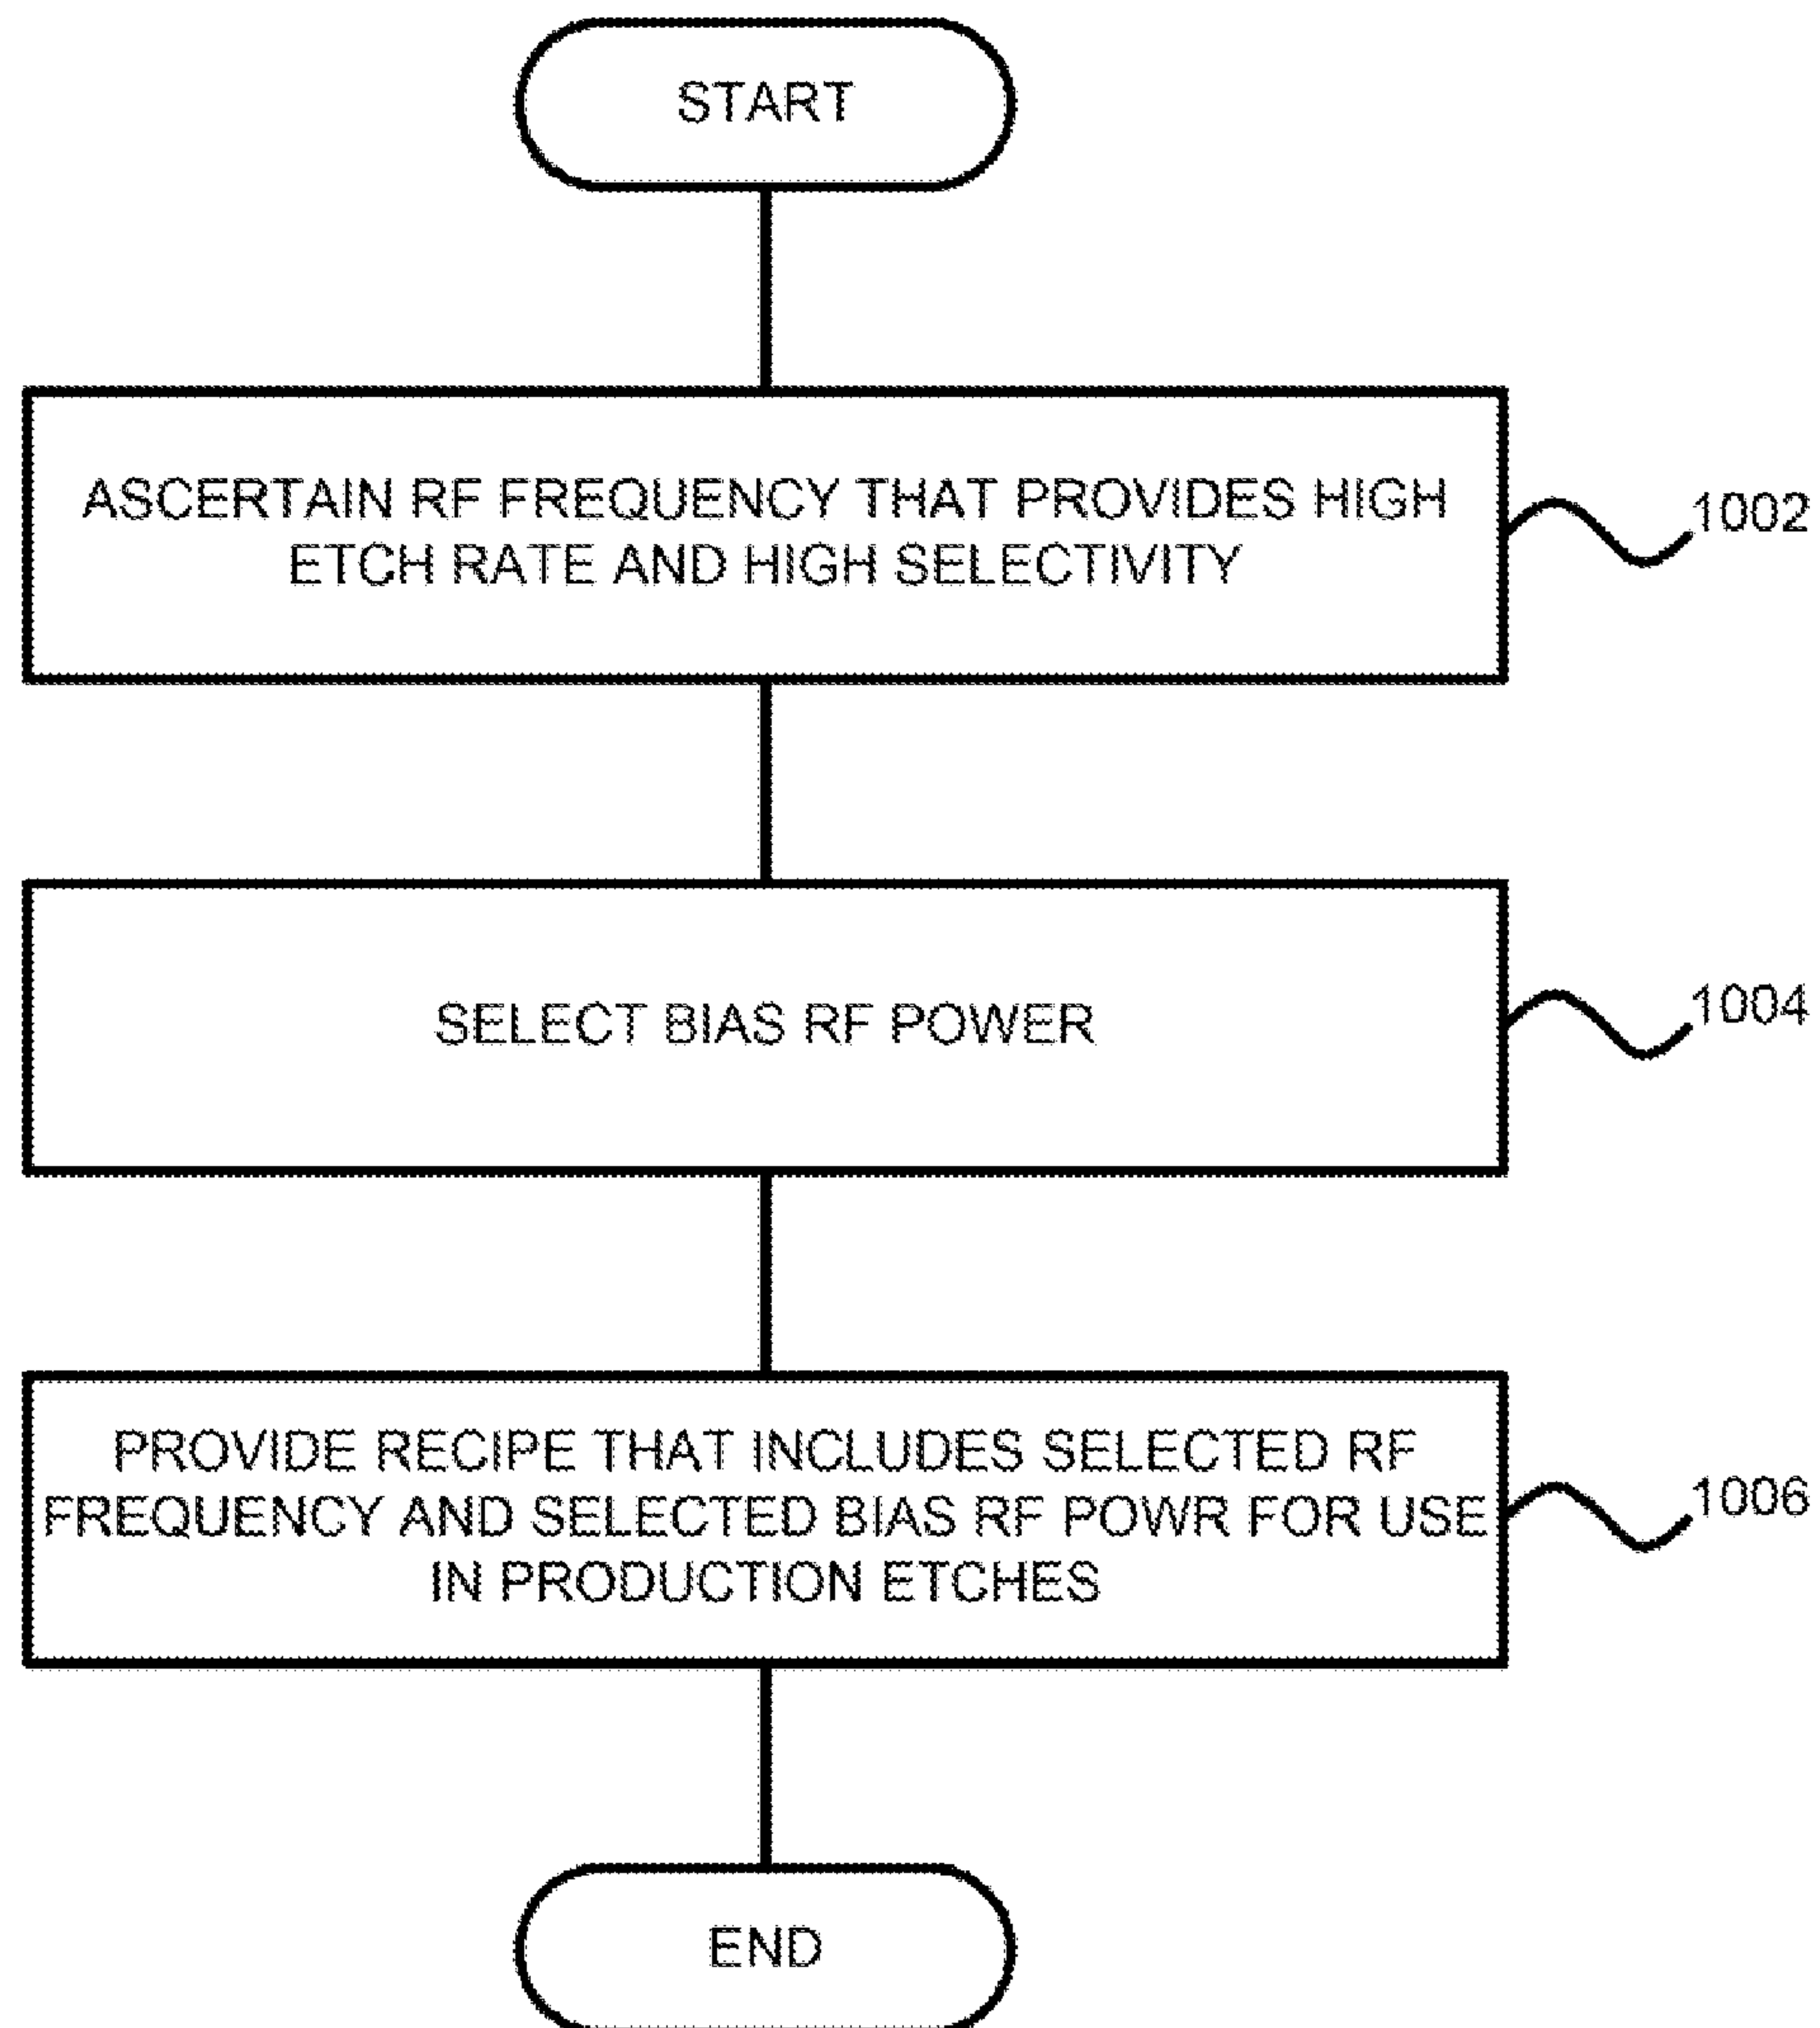 START
ASCERTAIN RF FREQUENCY THAT PROVIDES HIGH
ETCH RATE AND HIGH SELECTIVITY
1002
SELECT BIAS RF POWER
1004
PROVIDE RECIPE THAT INCLUDES SELECTED RF
FREQUENCY AND SELECTED BIAS RF POWR FOR USE
IN PRODUCTION ETCHES
1006
END